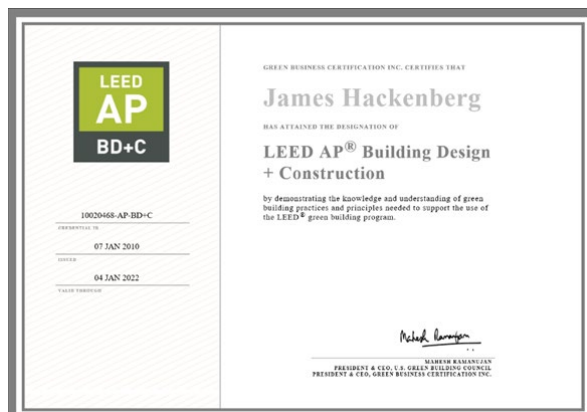 LEED
AP
BD+C
10020468-AP-BD+C
CREDENTIAL ID
07 JAN 2010
ISSUED
04 JAN 2022
VALID THROUGH
GREEN BUSINESS CERTIFICATION INC. CERTIFIES THAT
James Hackenberg
HAS ATTAINED THE DESIGNATION OF
LEED AP® Building Design
+ Construction
by demonstrating the knowledge and understanding of green
building practices and principles needed to support the use of
the LEED® green building program.
Mahesh Ramanujan
MAHESH RAMANUJAN
PRESIDENT & CEO, U.S. GREEN BUILDING COUNCIL
PRESIDENT & CEO, GREEN BUSINESS CERTIFICATION INC.